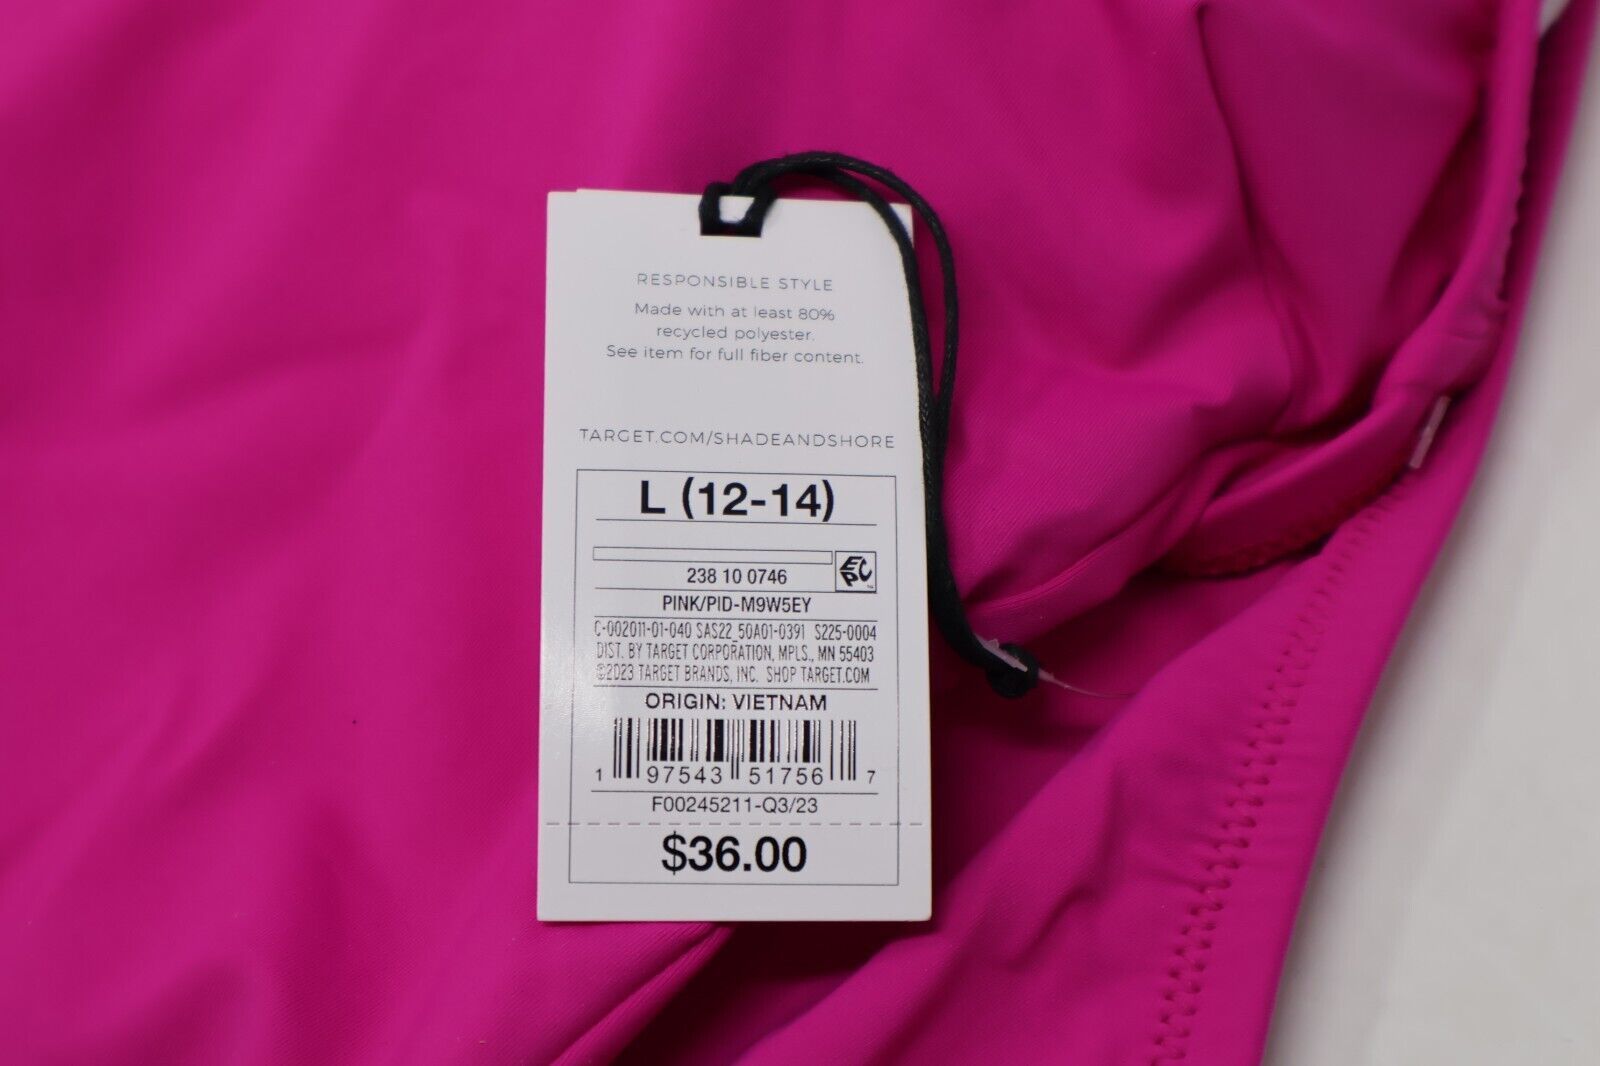 RESPONSIBLE STYLE
Made with at least 80%
recycled polyester.
See item for full fiber content.
TARGET.COM/SHADEANDSHORE
L (12-14)
238 10 0746
EPC
PINK/PID-M9W5EY
C-002011-01-040 SAS22_50A01-0391 S225-0004
DIST. BY TARGET CORPORATION, MPLS., MN 55403
©2023 TARGET BRANDS, INC. SHOP TARGET.COM
ORIGIN: VIETNAM
1 97543 51756 7
F00245211-Q3/23
$36.00